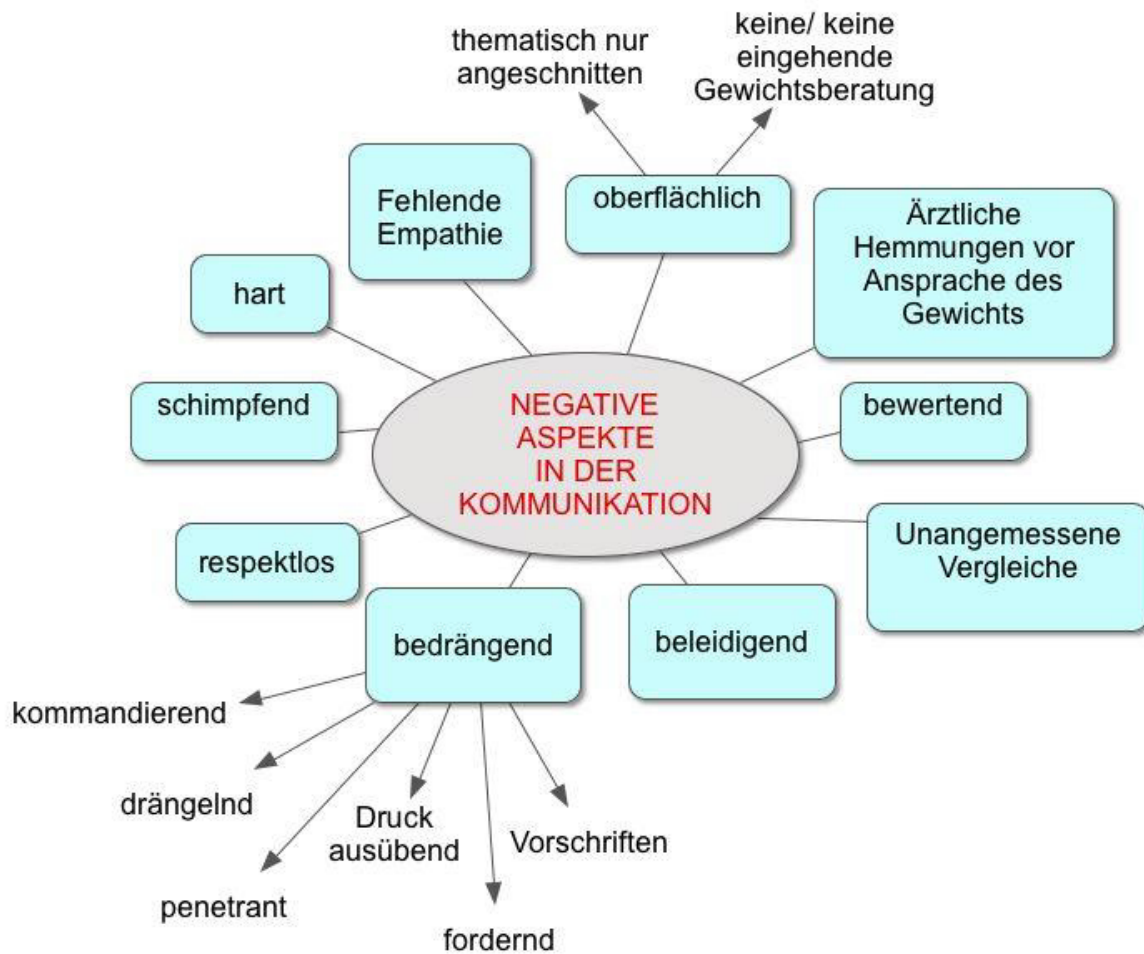 thematisch nur
angeschnitten
keine/ keine
eingehende
Gewichtsberatung
Fehlende
Empathie
oberflächlich
Ärztliche
Hemmungen vor
Ansprache des
Gewichts
hart
schimpfend
NEGATIVE
ASPEKTE
IN DER
KOMMUNIKATION
bewertend
respektlos
Unangemessene
Vergleiche
bedrängend
beleidigend
kommandierend
drängelnd
Druck
ausübend
Vorschriften
penetrant
fordernd